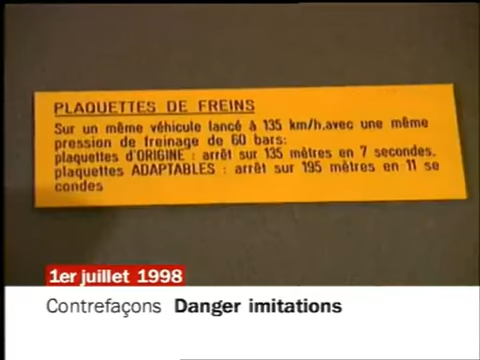 PLAQUETTES DE FREINS
Sur un même véhicule lancé à 135 km/h,avec une même
pression de freinage de 60 bars:
plaquettes d'ORIGINE : arrêt sur 135 mètres en 7 secondes.
plaquettes ADAPTABLES : arrêt sur 195 mètres en 11 se
condes
1er juillet 1998
Contrefaçons Danger imitations